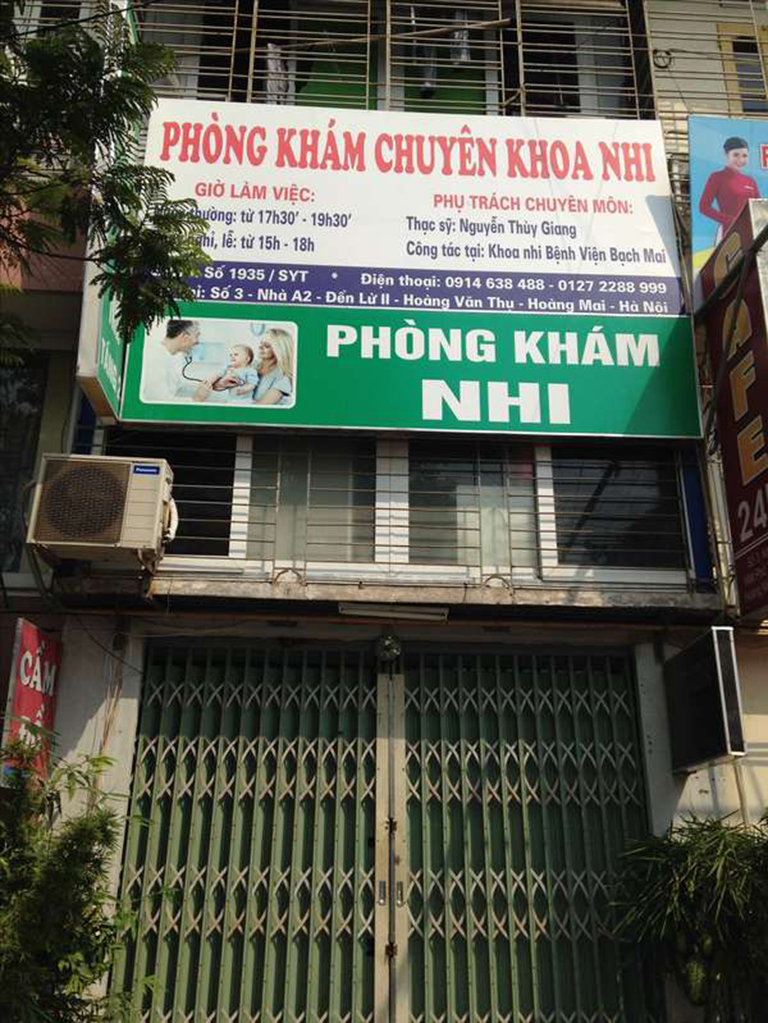 PHÒNG KHÁM CHUYÊN KHOA NHI
GIỜ LÀM VIỆC:
thường: từ 17h30' - 19h30'
lễ: từ 15h - 18h
PHỤ TRÁCH CHUYÊN MÔN:
Thạc sỹ: Nguyễn Thùy Giang
Công tác tại: Khoa nhi Bệnh Viện Bạch Mai
Số 1935 / SYT • Điện thoại: 0914 638 488 - 0127 2288 999
Số 3 - Nhà A2 - Đền Lừ II - Hoàng Văn Thụ - Hoàng Mai - Hà Nội
PHÒNG KHÁM
NHI
Panasonic
CAFE
24
CẦM